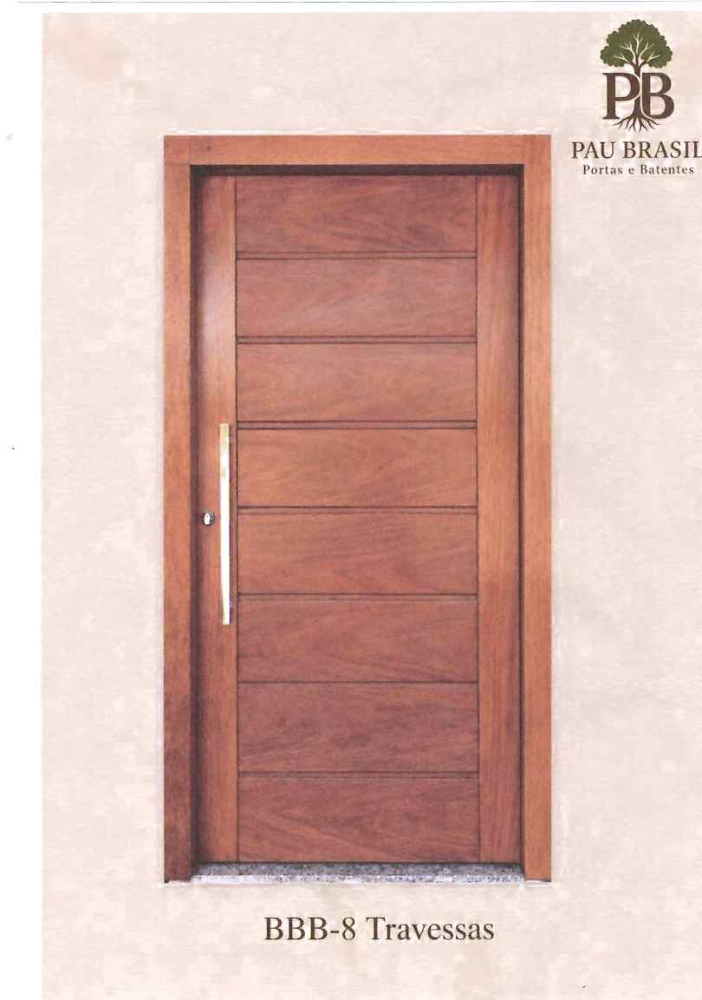 PB
PAU BRASIL
Portas e Batentes
BBB-8 Travessas